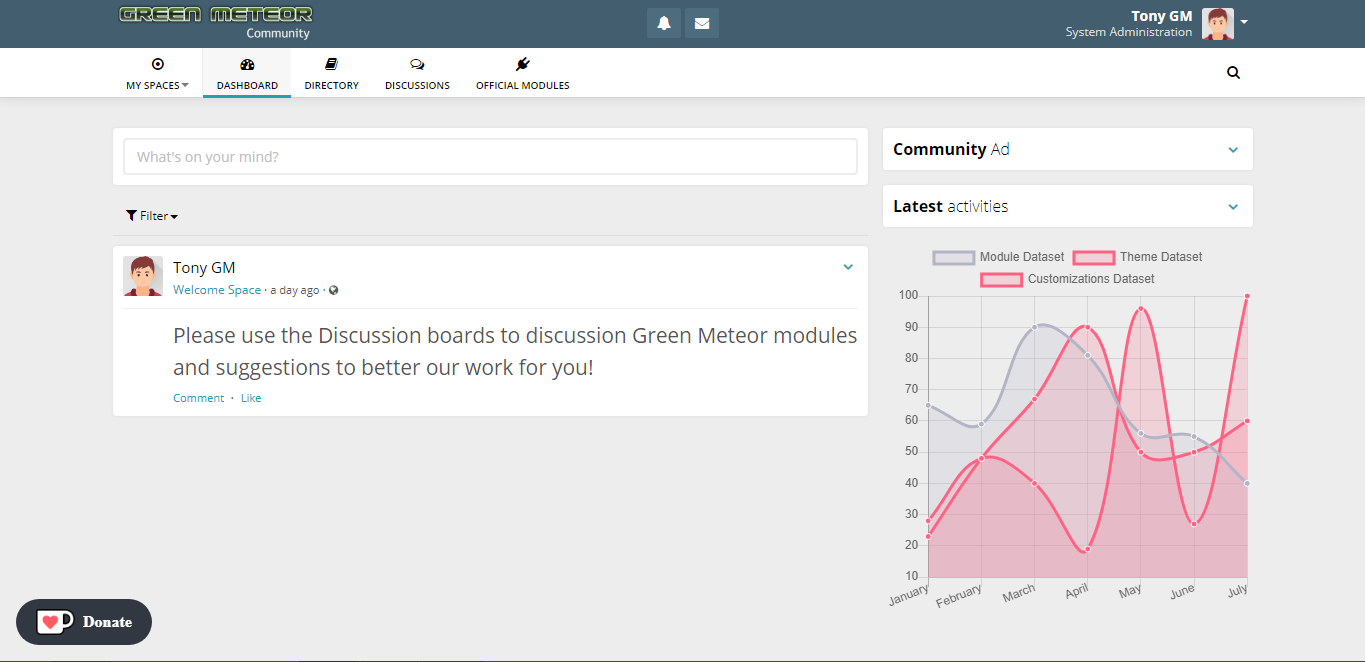 GREEN METEOR
Community
Tony GM
System Administration
MY SPACES
DASHBOARD
DIRECTORY
DISCUSSIONS
OFFICIAL MODULES
What's on your mind?
Filter
Tony GM
Welcome Space · a day ago ·
Please use the Discussion boards to discussion Green Meteor modules
and suggestions to better our work for you!
Comment · Like
Community Ad
Latest activities
Module Dataset Theme Dataset
Customizations Dataset
100
90
80
70
60
50
40
30
20
10
January February March April May June July
Donate